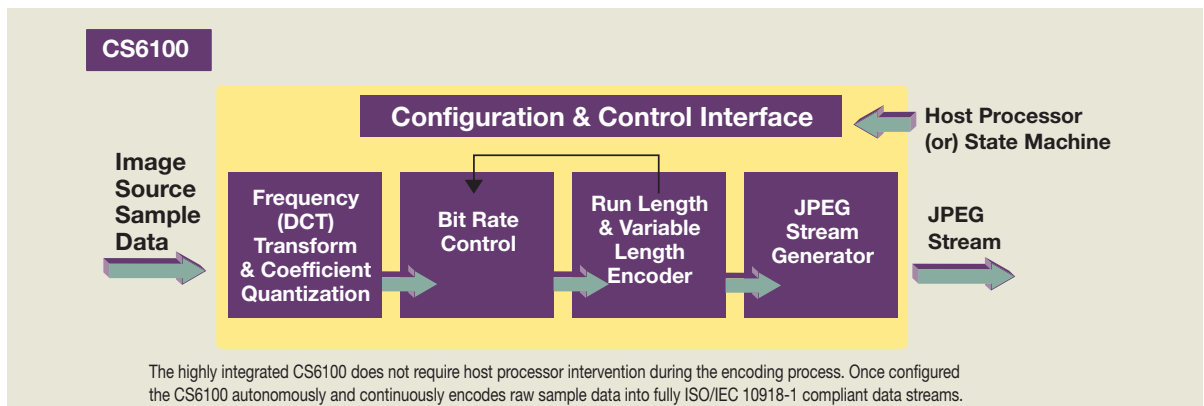 CS6100
Configuration & Control Interface
Host Processor
(or) State Machine
Image
Source
Sample
Data
Frequency
(DCT)
Transform
& Coefficient
Quantization
Bit Rate
Control
Run Length
& Variable
Length
Encoder
JPEG
Stream
Generator
JPEG
Stream
The highly integrated CS6100 does not require host processor intervention during the encoding process. Once configured
the CS6100 autonomously and continuously encodes raw sample data into fully ISO/IEC 10918-1 compliant data streams.